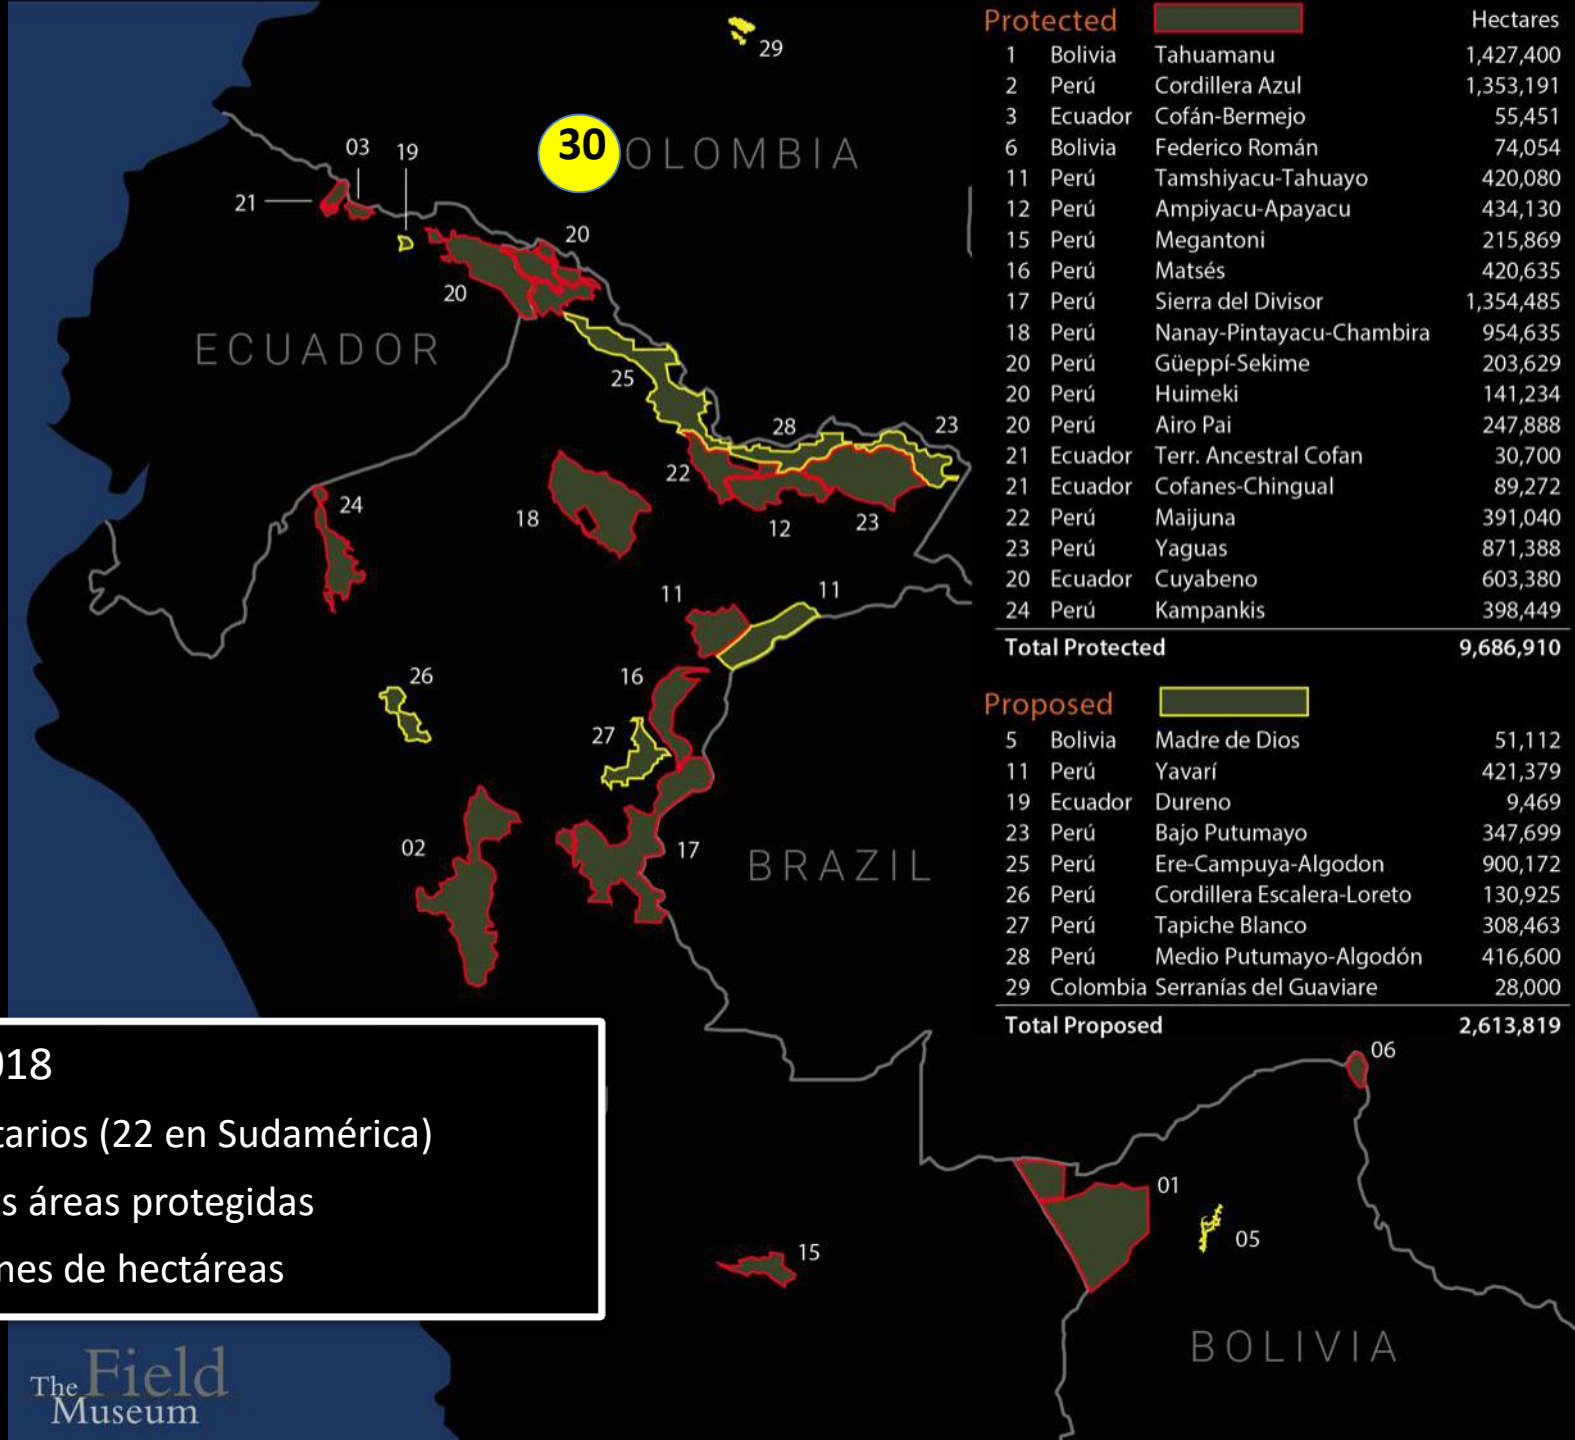 29
30
OLOMBIA
03
19
21
20
20
ECUADOR
25
28
23
22
24
18
12
23
11
11
26
16
27
02
17
BRAZIL
06
01
05
15
BOLIVIA
Protected Hectares
1 Bolivia Tahuamanu 1,427,400
2 Perú Cordillera Azul 1,353,191
3 Ecuador Cofán-Bermejo 55,451
6 Bolivia Federico Román 74,054
11 Perú Tamshiyacu-Tahuayo 420,080
12 Perú Ampiyacu-Apayacu 434,130
15 Perú Megantoni 215,869
16 Perú Matsés 420,635
17 Perú Sierra del Divisor 1,354,485
18 Perú Nanay-Pintayacu-Chambira 954,635
20 Perú Güeppí-Sekime 203,629
20 Perú Huimeki 141,234
20 Perú Airo Pai 247,888
21 Ecuador Terr. Ancestral Cofan 30,700
21 Ecuador Cofanes-Chingual 89,272
22 Perú Maijuna 391,040
23 Perú Yaguas 871,388
20 Ecuador Cuyabeno 603,380
24 Perú Kampankis 398,449
Total Protected 9,686,910
Proposed
5 Bolivia Madre de Dios 51,112
11 Perú Yavarí 421,379
19 Ecuador Dureno 9,469
23 Perú Bajo Putumayo 347,699
25 Perú Ere-Campuya-Algodon 900,172
26 Perú Cordillera Escalera-Loreto 130,925
27 Perú Tapiche Blanco 308,463
28 Perú Medio Putumayo-Algodón 416,600
29 Colombia Serranías del Guaviare 28,000
Total Proposed 2,613,819
018
tarios (22 en Sudamérica)
s áreas protegidas
nes de hectáreas
The Field
Museum